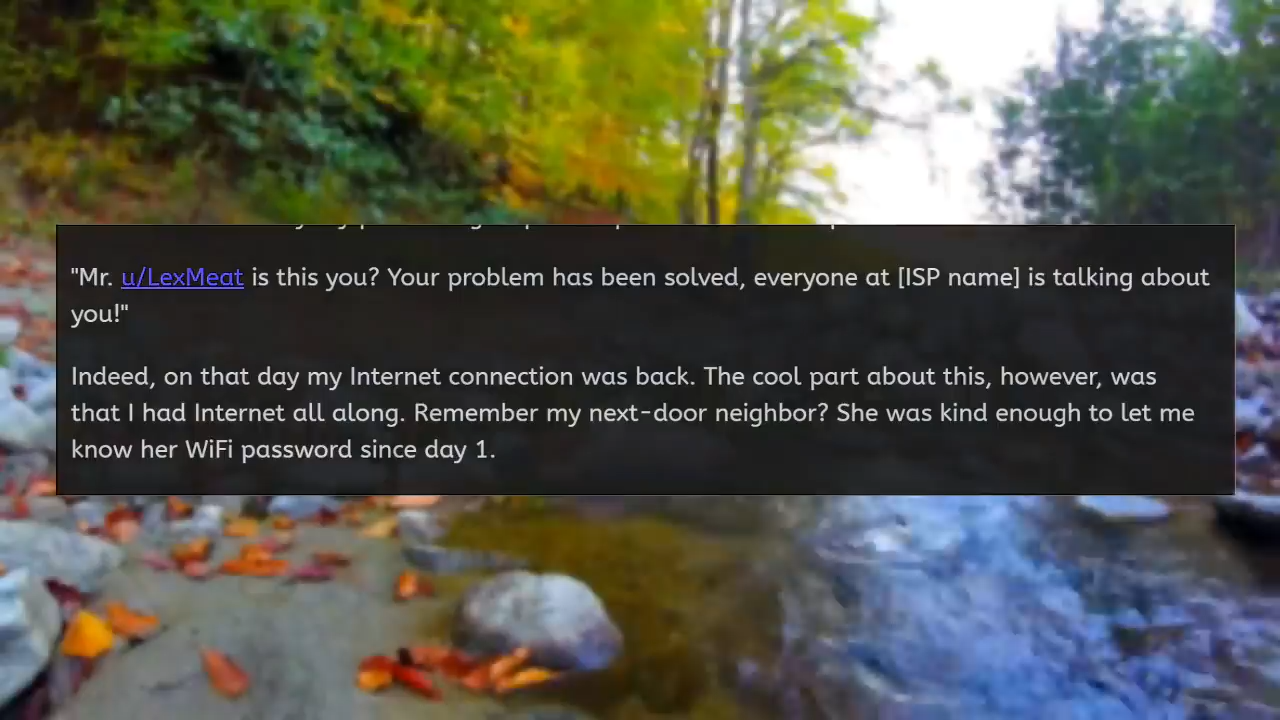 "Mr. u/LexMeat is this you? Your problem has been solved, everyone at [ISP name] is talking about
you!"
Indeed, on that day my Internet connection was back. The cool part about this, however, was
that I had Internet all along. Remember my next-door neighbor? She was kind enough to let me
know her WiFi password since day 1.